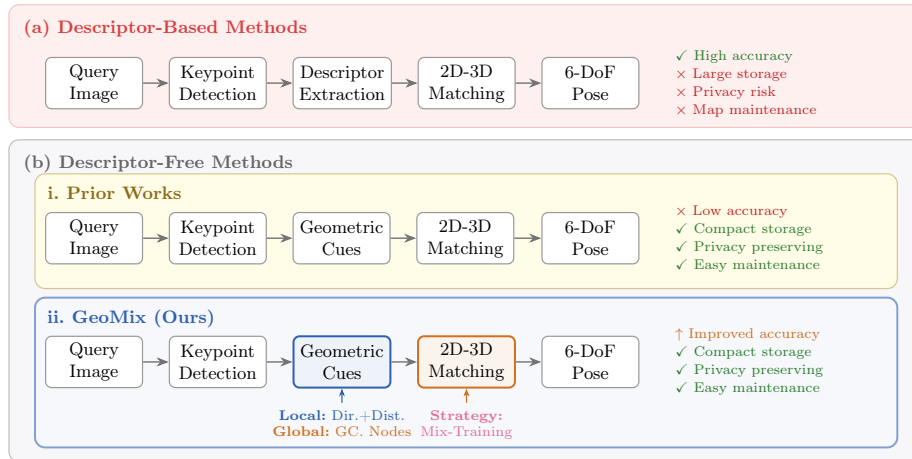 (a) Descriptor-Based Methods
Query Image
Keypoint Detection
Descriptor Extraction
2D-3D Matching
6-DoF Pose
✓ High accuracy
× Large storage
× Privacy risk
× Map maintenance
(b) Descriptor-Free Methods
i. Prior Works
Query Image
Keypoint Detection
Geometric Cues
2D-3D Matching
6-DoF Pose
× Low accuracy
✓ Compact storage
✓ Privacy preserving
✓ Easy maintenance
ii. GeoMix (Ours)
Query Image
Keypoint Detection
Geometric Cues
2D-3D Matching
6-DoF Pose
↑ Improved accuracy
✓ Compact storage
✓ Privacy preserving
✓ Easy maintenance
Local: Dir.+Dist.
Global: GC. Nodes
Strategy:
Mix-Training